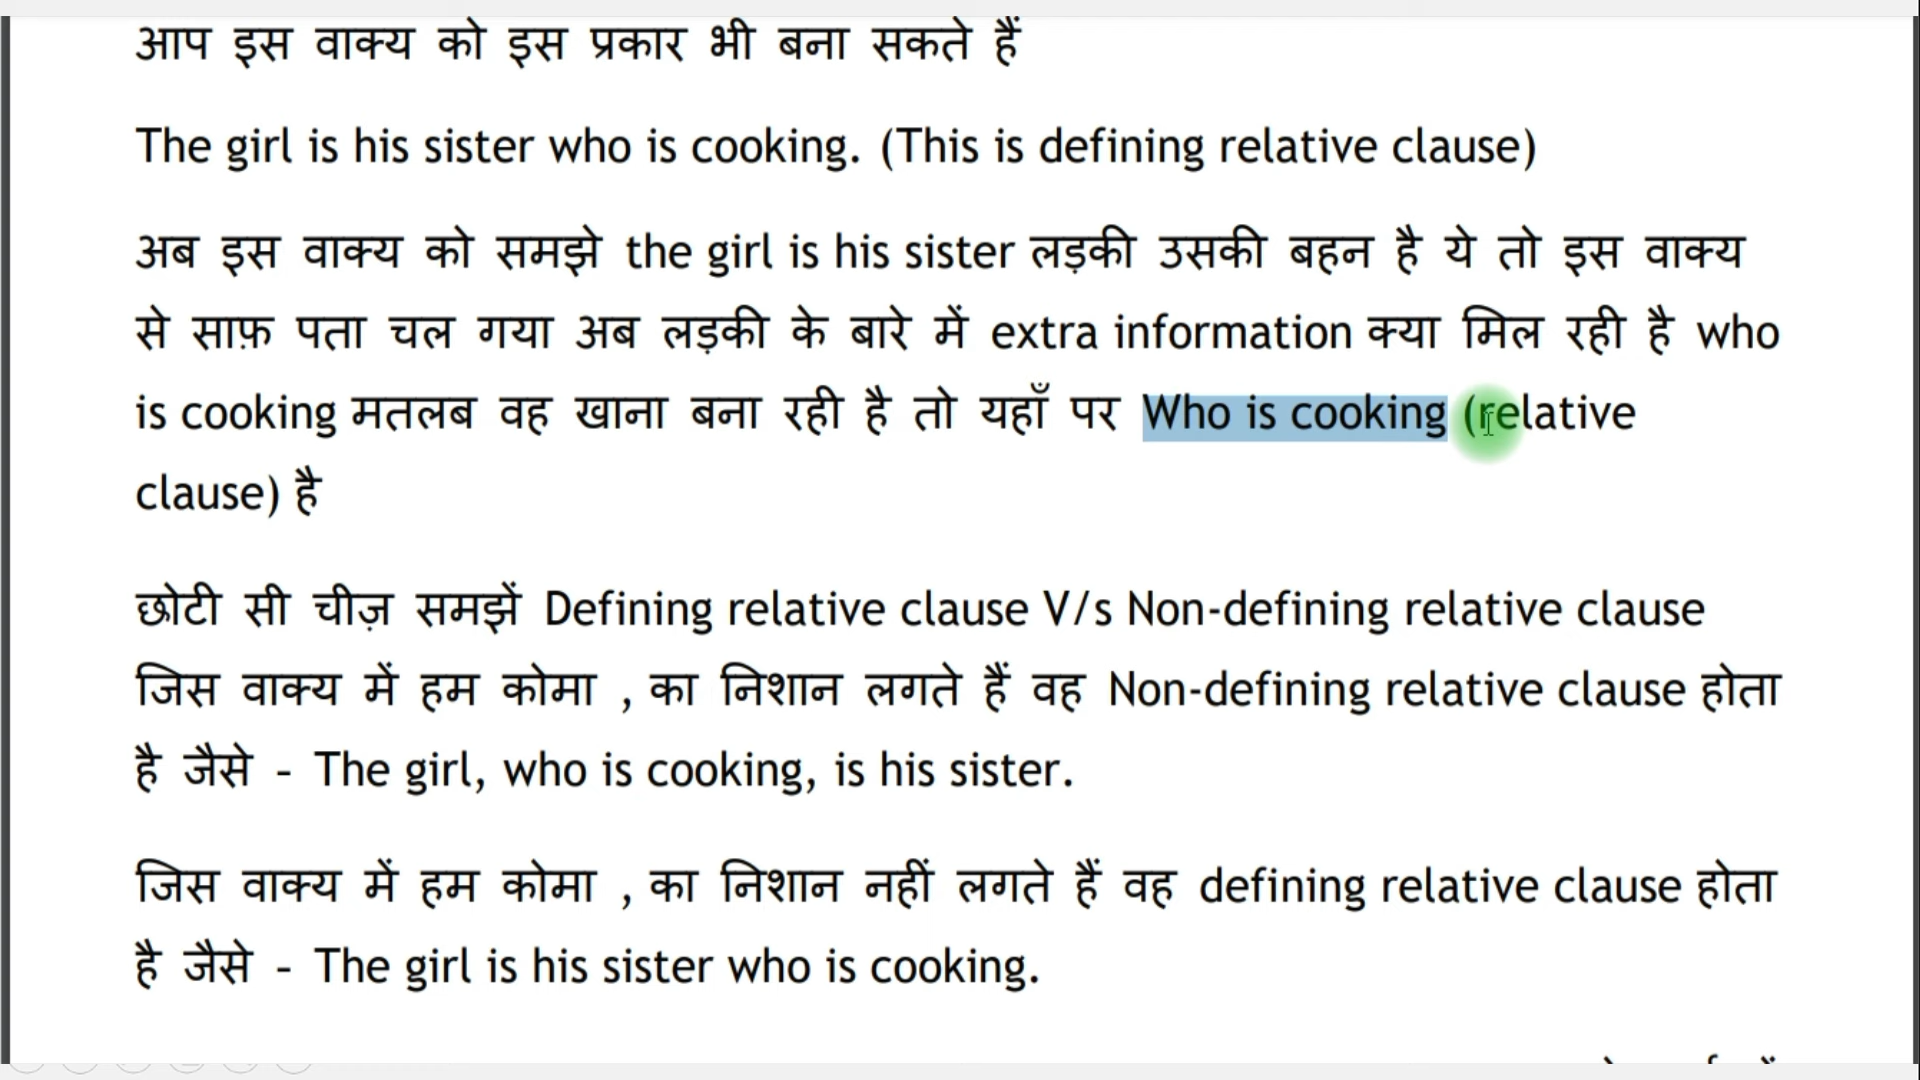 आप इस वाक्य को इस प्रकार भी बना सकते हैं
The girl is his sister who is cooking. (This is defining relative clause)
अब इस वाक्य को समझे the girl is his sister लड़की उसकी बहन है ये तो इस वाक्य
से साफ़ पता चल गया अब लड़की के बारे में extra information क्या मिल रही है who
is cooking मतलब वह खाना बना रही है तो यहाँ पर Who is cooking (relative
clause) है
छोटी सी चीज़ समझें Defining relative clause V/s Non-defining relative clause
जिस वाक्य में हम कोमा , का निशान लगते हैं वह Non-defining relative clause होता
है जैसे - The girl, who is cooking, is his sister.
जिस वाक्य में हम कोमा , का निशान नहीं लगते हैं वह defining relative clause होता
है जैसे - The girl is his sister who is cooking.